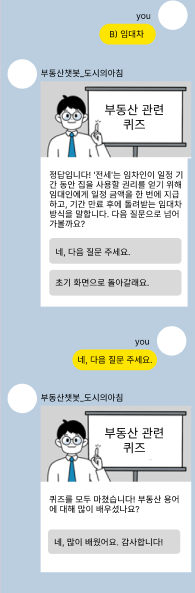 you
B) 임대차
부동산챗봇_도시의아침
부동산 관련
퀴즈
정답입니다! '전세'는 임차인이 일정 기
간 동안 집을 사용할 권리를 얻기 위해
임대인에게 일정 금액을 한 번에 지급
하고, 기간 만료 후에 돌려받는 임대차
방식을 말합니다. 다음 질문으로 넘어
가볼까요?
네, 다음 질문 주세요.
초기 화면으로 돌아갈래요.
you
네, 다음 질문 주세요.
부동산챗봇_도시의아침
부동산 관련
퀴즈
퀴즈를 모두 마쳤습니다! 부동산 용어
에 대해 많이 배우셨나요?
네, 많이 배웠어요. 감사합니다!